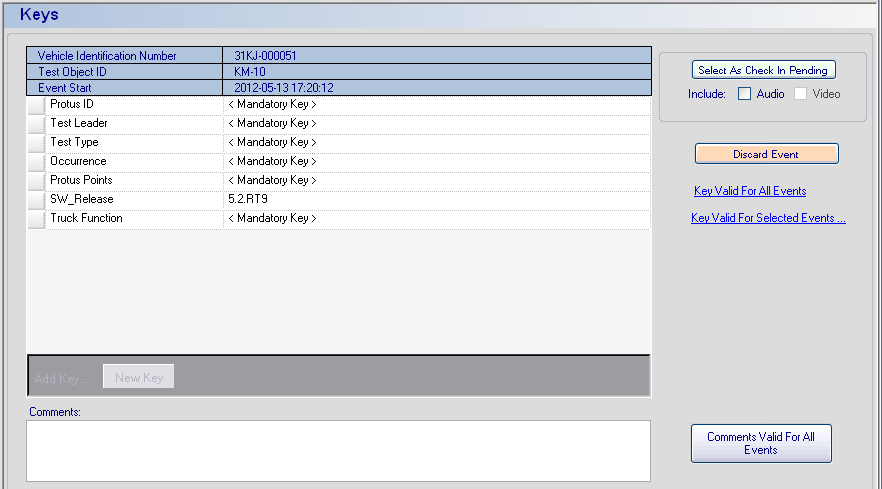 Keys
Vehicle Identification Number 31KJ-000051
Test Object ID KM-10
Event Start 2012-05-13 17:20:12
Protus ID < Mandatory Key >
Test Leader < Mandatory Key >
Test Type < Mandatory Key >
Occurrence < Mandatory Key >
Protus Points < Mandatory Key >
SW_Release 5.2.RT9
Truck Function < Mandatory Key >
Add Key... New Key
Comments:
Select As Check In Pending
Include: Audio Video
Discard Event
Key Valid For All Events
Key Valid For Selected Events ...
Comments Valid For All
Events